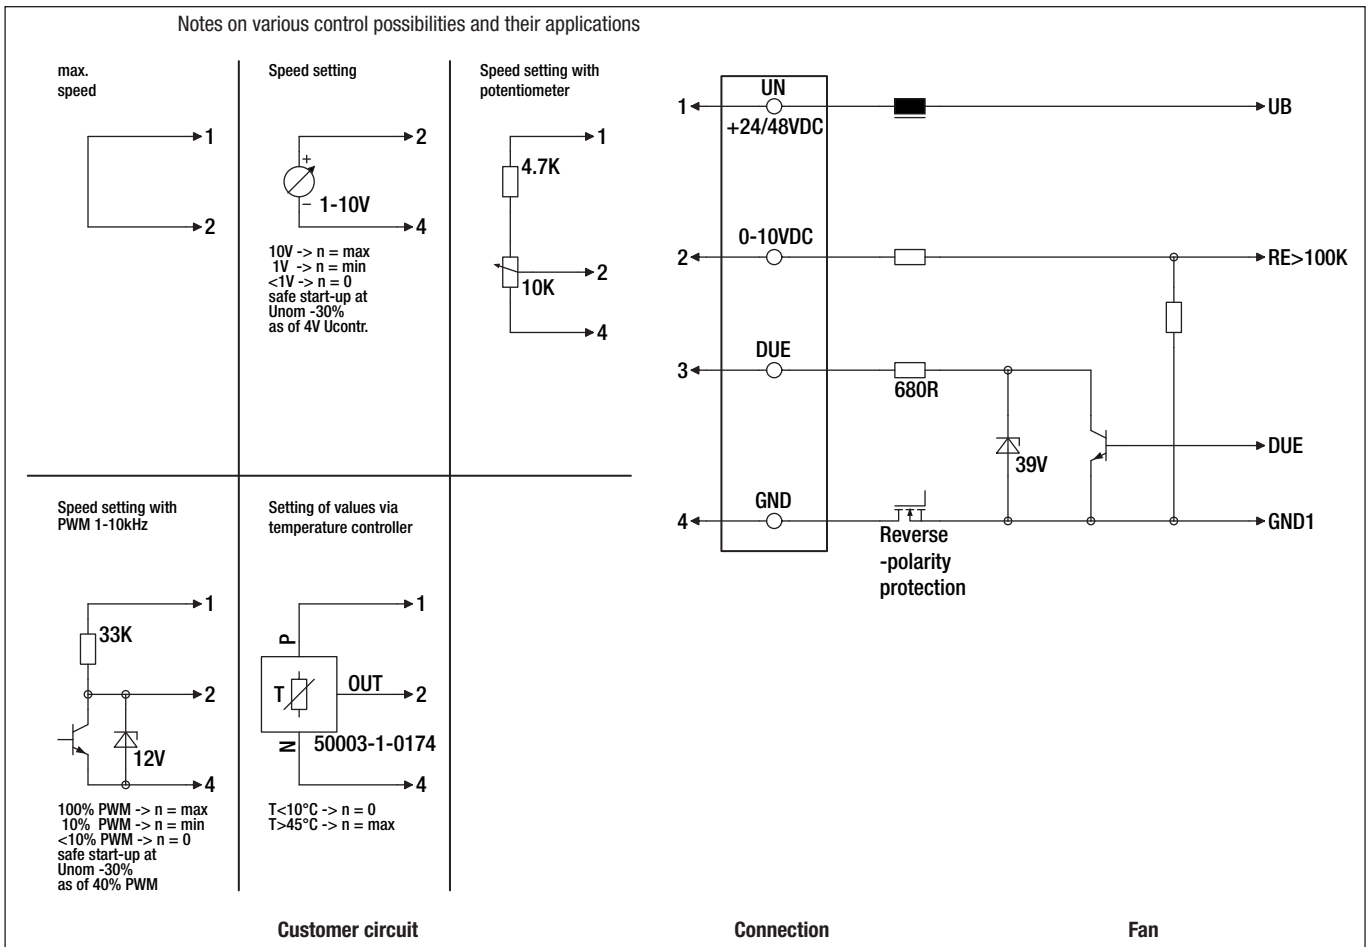 Notes on various control possibilities and their applications
max.
speed
1
2
Speed setting
2
+
–
1-10V
4
10V -> n = max
1V -> n = min
<1V -> n = 0
safe start-up at
Unom -30%
as of 4V Ucontr.
Speed setting with
potentiometer
1
4.7K
2
10K
4
Speed setting with
PWM 1-10kHz
1
33K
2
12V
4
100% PWM -> n = max
10% PWM -> n = min
<10% PWM -> n = 0
safe start-up at
Unom -30%
as of 40% PWM
Setting of values via
temperature controller
1
P
T
OUT
2
N
50003-1-0174
4
T<10°C -> n = 0
T>45°C -> n = max
1
UN
+24/48VDC
UB
2
0-10VDC
RE>100K
3
DUE
680R
39V
DUE
4
GND
GND1
Reverse
-polarity
protection
Customer circuit
Connection
Fan